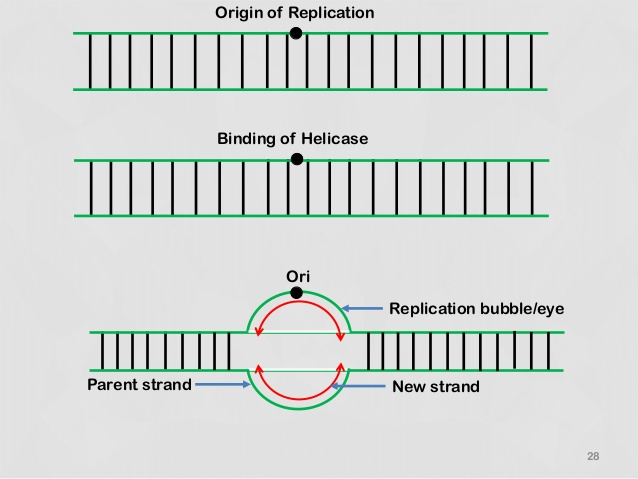 Origin of Replication
Binding of Helicase
Ori
Replication bubble/eye
Parent strand
New strand
28